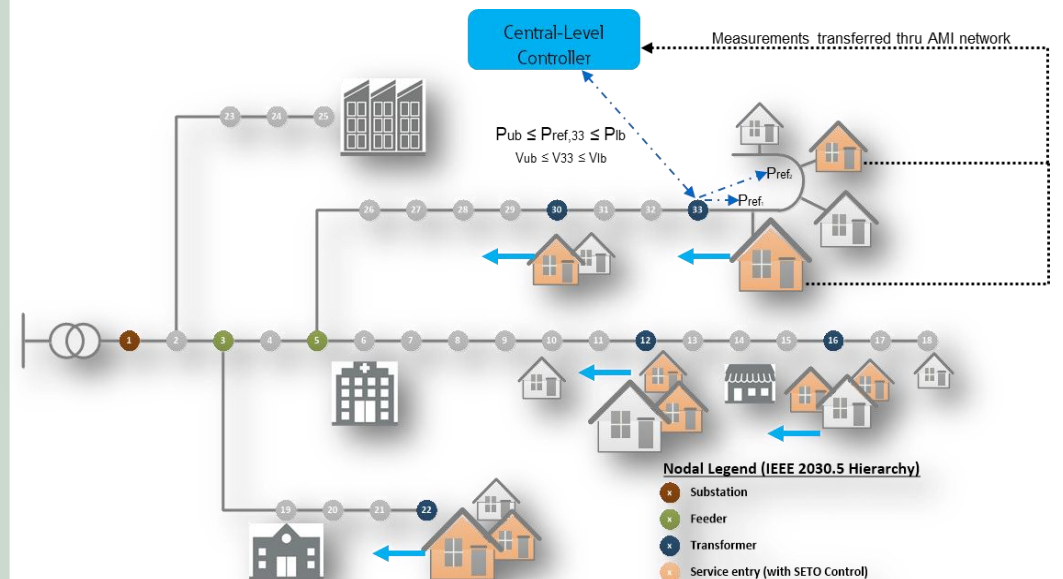 Central-Level
Controller
Measurements transferred thru AMI network
23 24 25
Pub ≤ Pref,33 ≤ Plb
Vub ≤ V33 ≤ Vlb
Pref₂
Pref₁
26 27 28 29 30 31 32 33
1 2 3 4 5 6 7 8 9 10 11 12 13 14 15 16 17 18
Nodal Legend (IEEE 2030.5 Hierarchy)
x Substation
x Feeder
x Transformer
x Service entry (with SETO Control)
19 20 21 22